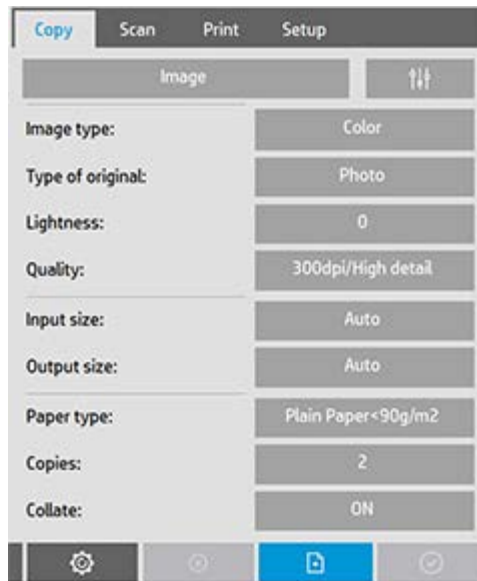 Copy Scan Print Setup
Image
Image type: Color
Type of original: Photo
Lightness: 0
Quality: 300dpi/High detail
Input size: Auto
Output size: Auto
Paper type: Plain Paper<90g/m2
Copies: 2
Collate: ON